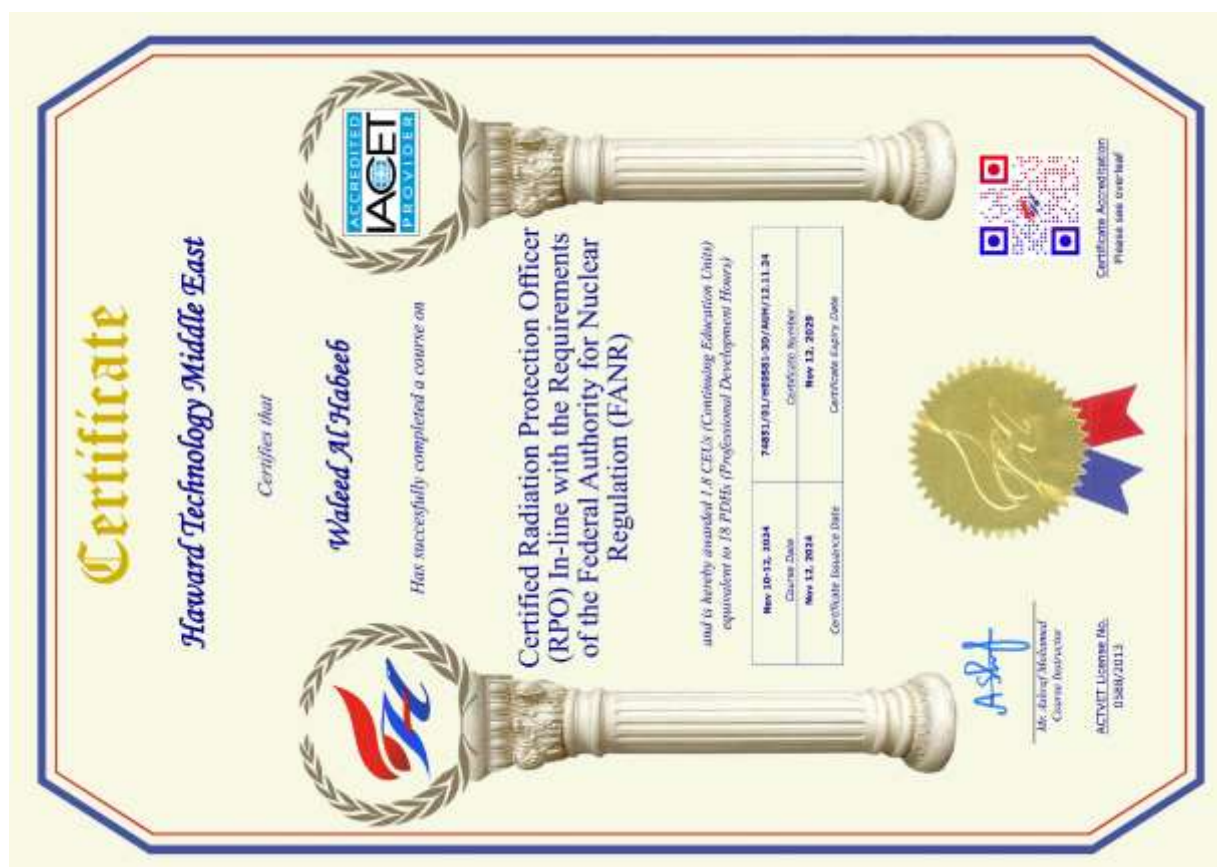 Certificate
Haward Technology Middle East
Certifies that
Waleed Al Habeeb
Has succesfully completed a course on
ACCREDITED
IACET
PROVIDER
Certified Radiation Protection Officer
(RPO) In-line with the Requirements
of the Federal Authority for Nuclear
Regulation (FANR)
and is hereby awarded 1.8 CEUs (Continuing Education Units)
equivalent to 18 PDHs (Professional Development Hours)
Nov 10-12, 2024
Course Date
Certificate Number
Nov 12, 2024
Certificate Issuance Date
Nov 12, 2029
Certificate Expiry Date
Mr. Ashraf Mohamed
Course Instructor
ACTVET License No.
0588/2013
Certificate Accreditation
Please see overleaf